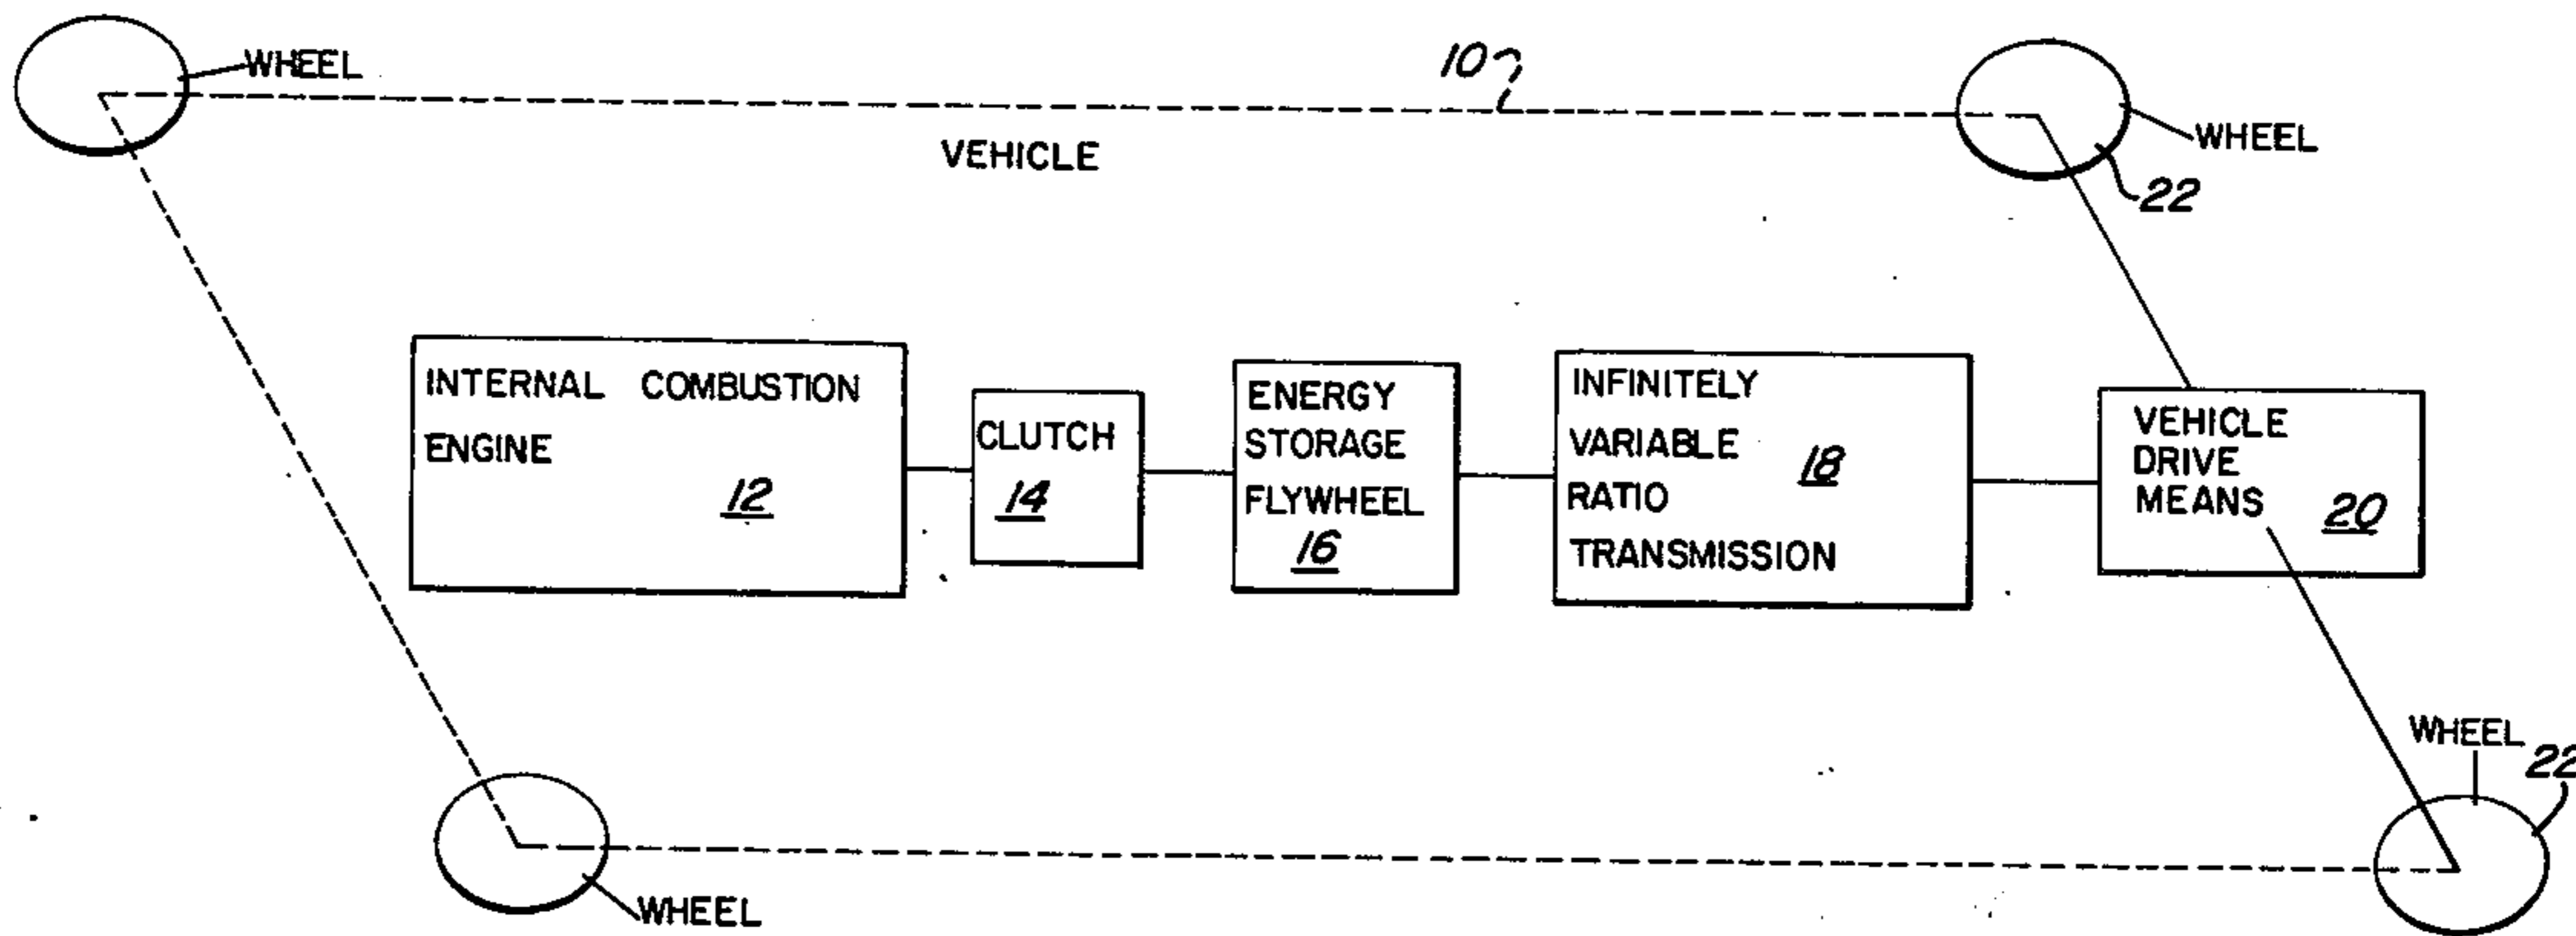 WHEEL
10
VEHICLE
WHEEL
22
INTERNAL COMBUSTION
ENGINE
12
CLUTCH
14
ENERGY
STORAGE
FLYWHEEL
16
INFINITELY
VARIABLE
RATIO
TRANSMISSION
18
VEHICLE
DRIVE
MEANS
20
WHEEL
22
WHEEL